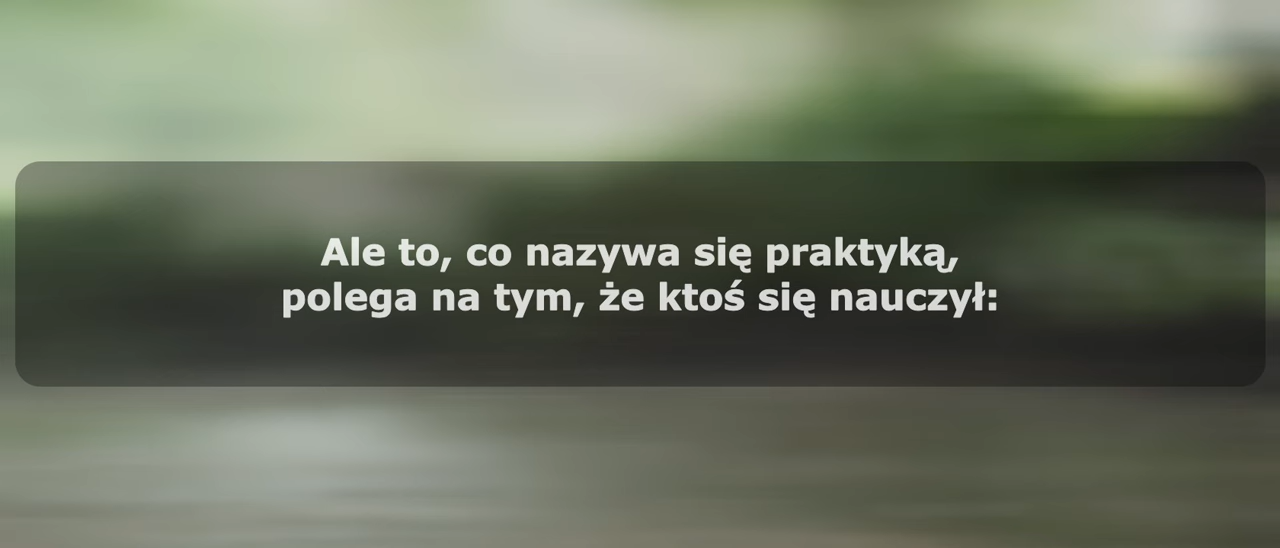 Ale to, co nazywa się praktyką,
polega na tym, że ktoś się nauczył: